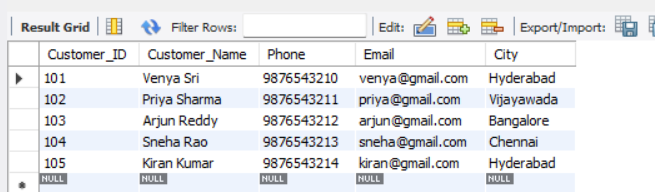 Result Grid Filter Rows: Edit: Export/Import:
Customer_ID Customer_Name Phone Email City
101 Venya Sri 9876543210 venya@gmail.com Hyderabad
102 Priya Sharma 9876543211 priya@gmail.com Vijayawada
103 Arjun Reddy 9876543212 arjun@gmail.com Bangalore
104 Sneha Rao 9876543213 sneha@gmail.com Chennai
105 Kiran Kumar 9876543214 kiran@gmail.com Hyderabad
NULL NULL NULL NULL NULL